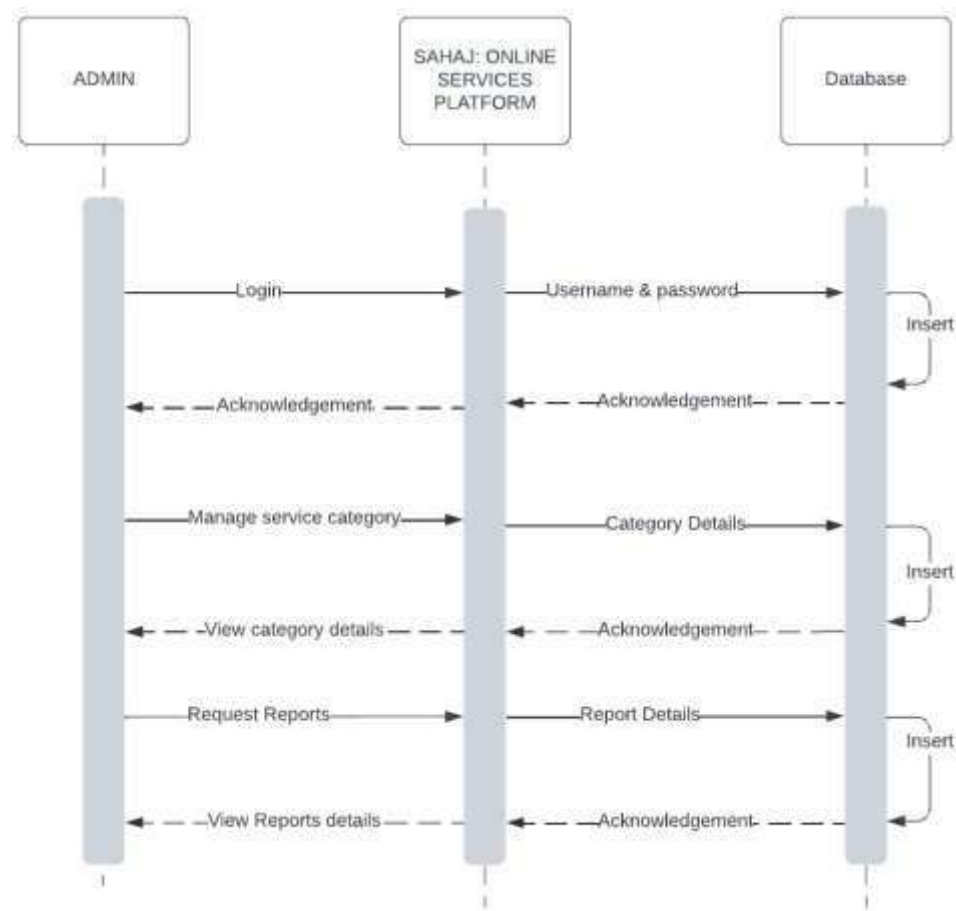 ADMIN
SAHAJ: ONLINE
SERVICES
PLATFORM
Database
Login
Username & password
Insert
Acknowledgement
Acknowledgement
Manage service category
Category Details
Insert
View category details
Acknowledgement
Request Reports
Report Details
Insert
View Reports details
Acknowledgement